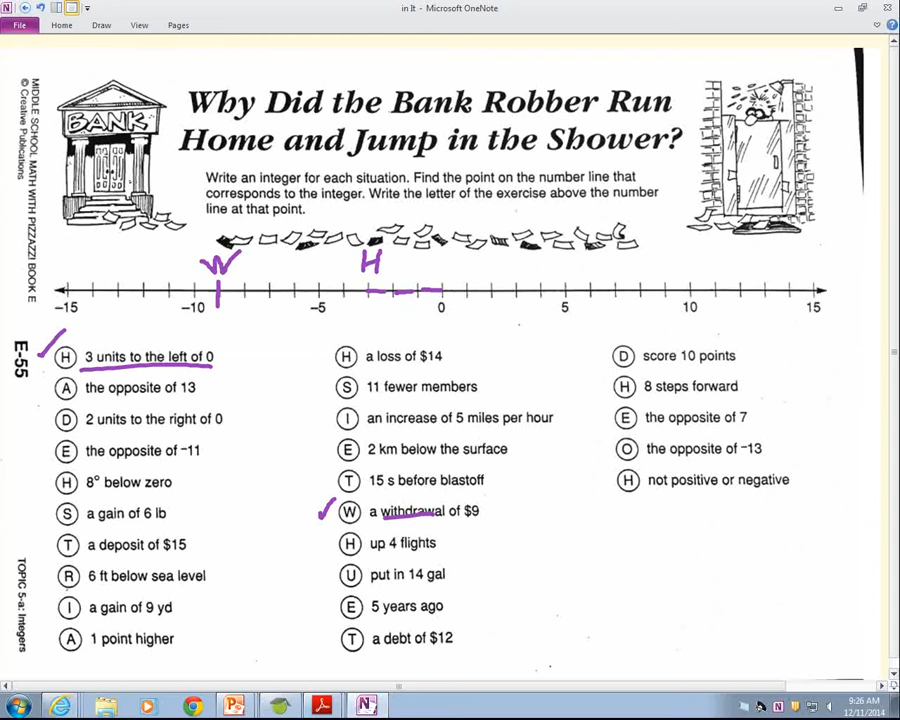 in It - Microsoft OneNote
File Home Draw View Pages
MIDDLE SCHOOL MATH WITH PIZZAZZ! BOOK E
© Creative Publications
BANK
Why Did the Bank Robber Run
Home and Jump in the Shower?
Write an integer for each situation. Find the point on the number line that
corresponds to the integer. Write the letter of the exercise above the number
line at that point.
W H
−15 −10 −5 0 5 10 15
E-55
H 3 units to the left of 0
A the opposite of 13
D 2 units to the right of 0
E the opposite of ⁻11
H 8° below zero
S a gain of 6 lb
T a deposit of $15
R 6 ft below sea level
I a gain of 9 yd
A 1 point higher
H a loss of $14
S 11 fewer members
I an increase of 5 miles per hour
E 2 km below the surface
T 15 s before blastoff
W a withdrawal of $9
H up 4 flights
U put in 14 gal
E 5 years ago
T a debt of $12
D score 10 points
H 8 steps forward
E the opposite of 7
O the opposite of ⁻13
H not positive or negative
TOPIC 5-a: Integers
9:26 AM
12/11/2014